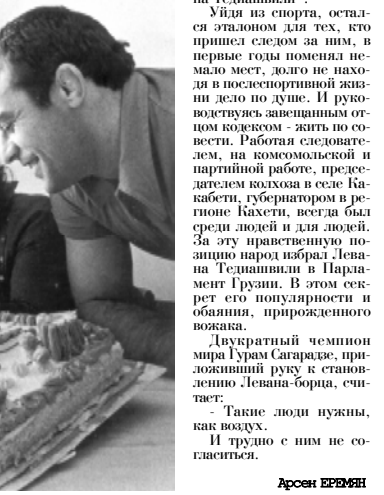 на Тедиашвили".
Уйдя из спорта, остал-
ся эталоном для тех, кто
пришел следом за ним, в
первые годы поменял не-
мало мест, долго не нахо-
дя в послеспортивной жиз-
ни дело по душе. И руко-
водствуясь завещанным от-
цом кодексом - жить по со-
вести. Работая следовате-
лем, на комсомольской и
партийной работе, предсе-
дателем колхоза в селе Ка-
кабети, губернатором в ре-
гионе Кахети, всегда был
среди людей и для людей.
За эту нравственную по-
зицию народ избрал Лева-
на Тедиашвили в Парла-
мент Грузии. В этом сек-
рет его популярности и
обаяния, прирожденного
вожака.
Двукратный чемпион
мира Гурам Сагарадзе, при-
ложивший руку к станов-
лению Левана-борца, счи-
тает:
- Такие люди нужны,
как воздух.
И трудно с ним не со-
гласиться.
Арсен ЕРЕМЯН